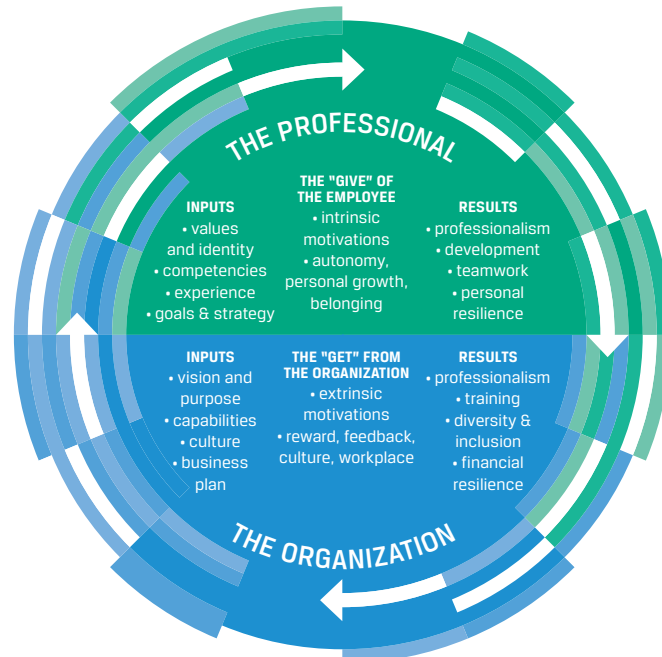 THE PROFESSIONAL
INPUTS
• values
and identity
• competencies
• experience
• goals & strategy
THE "GIVE" OF
THE EMPLOYEE
• intrinsic
motivations
• autonomy,
personal growth,
belonging
RESULTS
• professionalism
• development
• teamwork
• personal
resilience
INPUTS
• vision and
purpose
• capabilities
• culture
• business
plan
THE "GET" FROM
THE ORGANIZATION
• extrinsic
motivations
• reward, feedback,
culture, workplace
RESULTS
• professionalism
• training
• diversity &
inclusion
• financial
resilience
THE ORGANIZATION